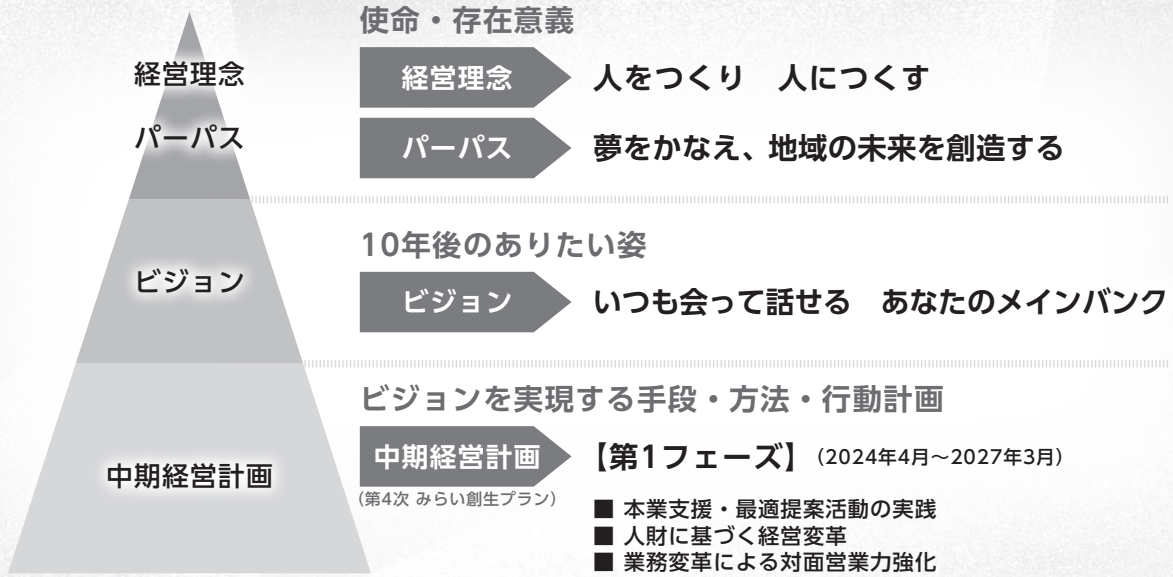 経営理念
パーパス
ビジョン
中期経営計画
使命・存在意義
経営理念 人をつくり　人につくす
パーパス 夢をかなえ、地域の未来を創造する
10年後のありたい姿
ビジョン いつも会って話せる　あなたのメインバンク
ビジョンを実現する手段・方法・行動計画
中期経営計画 【第1フェーズ】（2024年4月～2027年3月）
（第4次 みらい創生プラン）
■ 本業支援・最適提案活動の実践
■ 人財に基づく経営変革
■ 業務変革による対面営業力強化